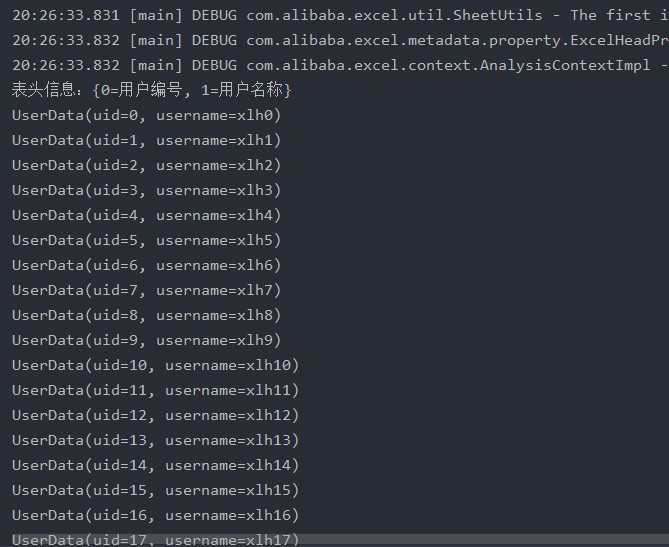 20:26:33.831 [main] DEBUG com.alibaba.excel.util.SheetUtils - The first i
20:26:33.832 [main] DEBUG com.alibaba.excel.metadata.property.ExcelHeadPr
20:26:33.832 [main] DEBUG com.alibaba.excel.context.AnalysisContextImpl -
表头信息：{0=用户编号, 1=用户名称}
UserData(uid=0, username=xlh0)
UserData(uid=1, username=xlh1)
UserData(uid=2, username=xlh2)
UserData(uid=3, username=xlh3)
UserData(uid=4, username=xlh4)
UserData(uid=5, username=xlh5)
UserData(uid=6, username=xlh6)
UserData(uid=7, username=xlh7)
UserData(uid=8, username=xlh8)
UserData(uid=9, username=xlh9)
UserData(uid=10, username=xlh10)
UserData(uid=11, username=xlh11)
UserData(uid=12, username=xlh12)
UserData(uid=13, username=xlh13)
UserData(uid=14, username=xlh14)
UserData(uid=15, username=xlh15)
UserData(uid=16, username=xlh16)
UserData(uid=17, username=xlh17)